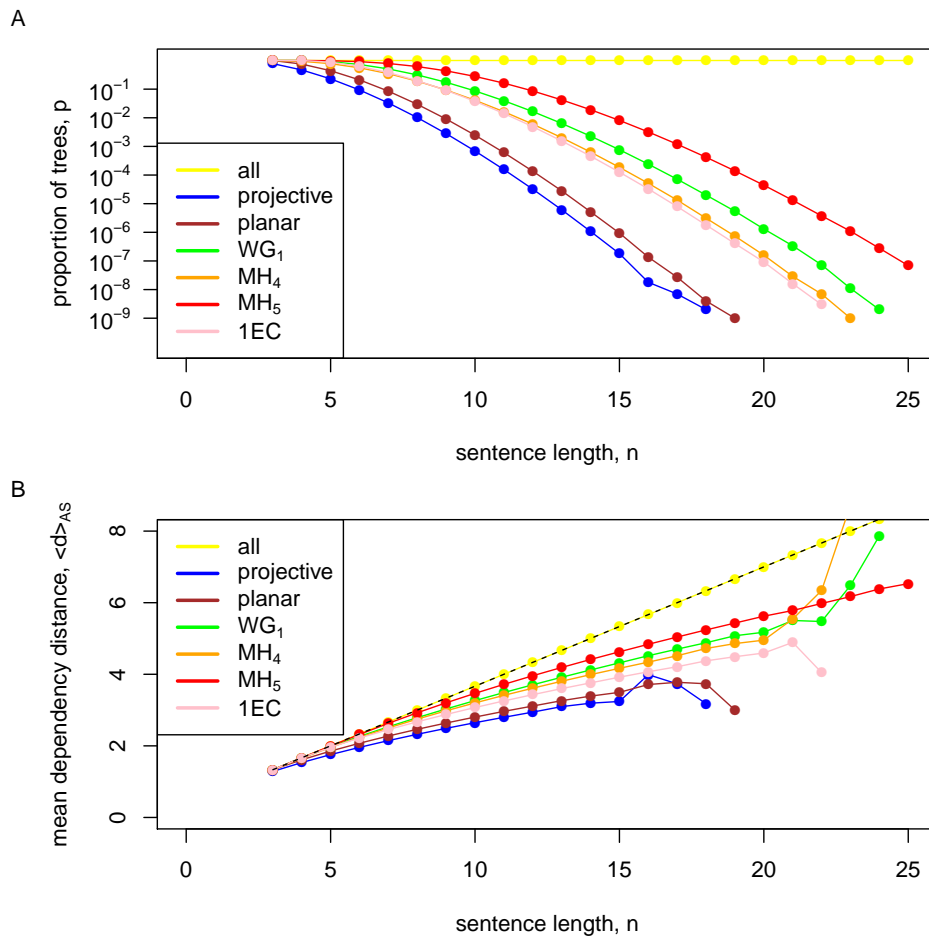 A
proportion of trees, p
10⁻¹
10⁻²
10⁻³
10⁻⁴
10⁻⁵
10⁻⁶
10⁻⁷
10⁻⁸
10⁻⁹
all
projective
planar
WG₁
MH₄
MH₅
1EC
0 5 10 15 20 25
sentence length, n
B
mean dependency distance, <d>AS
8
6
4
2
0
all
projective
planar
WG₁
MH₄
MH₅
1EC
0 5 10 15 20 25
sentence length, n